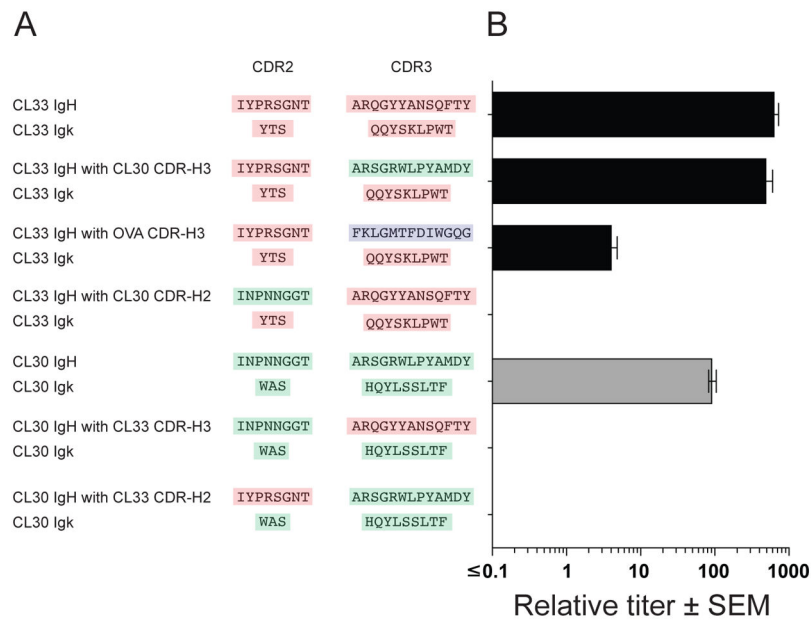 A
B
CDR2 CDR3
CL33 IgH IYPRSGNT ARQGYYANSQFTY
CL33 Igk YTS QQYSKLPWT
CL33 IgH with CL30 CDR-H3 IYPRSGNT ARSGRWLPYAMDY
CL33 Igk YTS QQYSKLPWT
CL33 IgH with OVA CDR-H3 IYPRSGNT FKLGMTFDIWGQG
CL33 Igk YTS QQYSKLPWT
CL33 IgH with CL30 CDR-H2 INPNNGGT ARQGYYANSQFTY
CL33 Igk YTS QQYSKLPWT
CL30 IgH INPNNGGT ARSGRWLPYAMDY
CL30 Igk WAS HQYLSSLTF
CL30 IgH with CL33 CDR-H3 INPNNGGT ARQGYYANSQFTY
CL30 Igk WAS HQYLSSLTF
CL30 IgH with CL33 CDR-H2 IYPRSGNT ARSGRWLPYAMDY
CL30 Igk WAS HQYLSSLTF
≤0.1 1 10 100 1000
Relative titer ± SEM